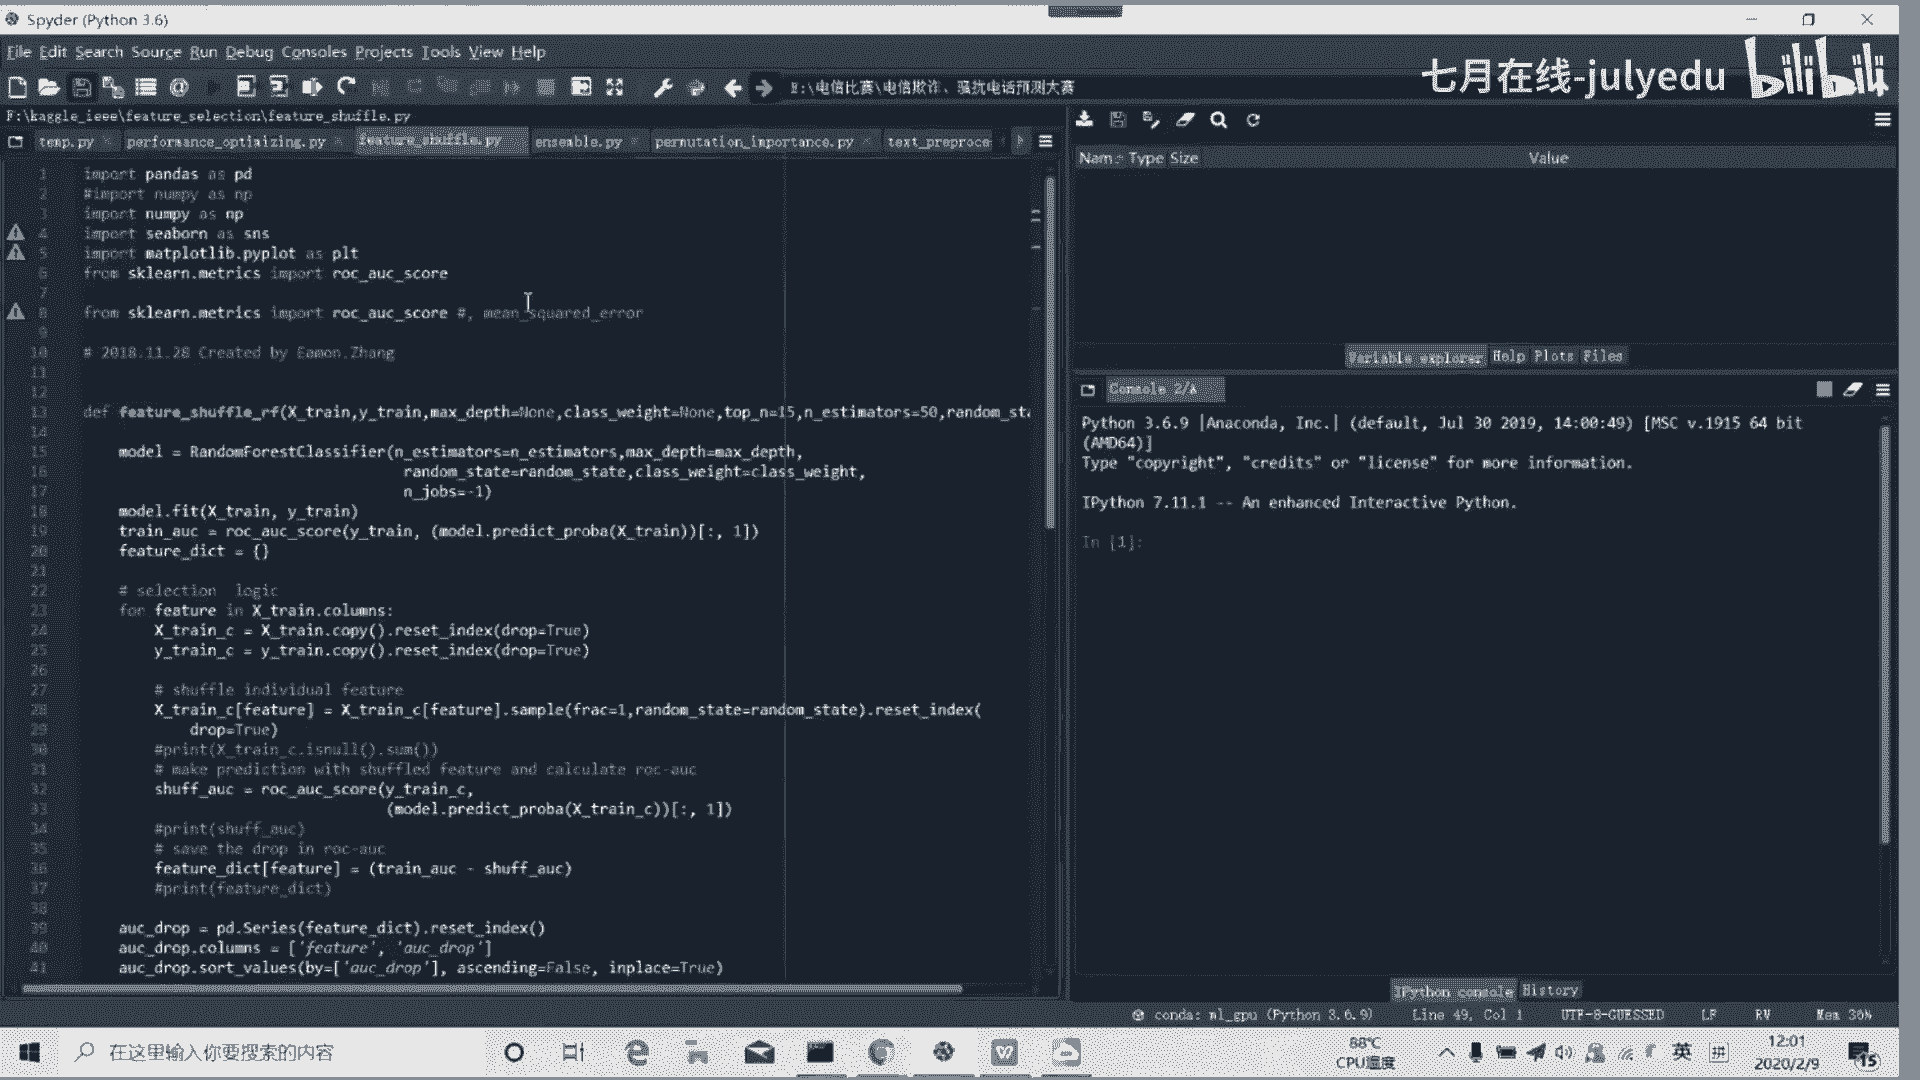 Spyder (Python 3.6)
File Edit Search Source Run Debug Consoles Projects Tools View Help
七月在线-julyedu bilibili
E:\电信比赛\电信欺诈、骚扰电话预测大赛
F:\kaggle_ieee\feature_selection\feature_shuffle.py
temp.py performance_optimizing.py feature_shuffle.py ensemble.py permutation_importance.py text_preproce
1 import pandas as pd
2 #import numpy as np
3 import numpy as np
4 import seaborn as sns
5 import matplotlib.pyplot as plt
6 from sklearn.metrics import roc_auc_score
7
8 from sklearn.metrics import roc_auc_score #, mean_squared_error
9
10 # 2018.11.28 Created by Eamon.Zhang
11
12
13 def feature_shuffle_rf(X_train,y_train,max_depth=None,class_weight=None,top_n=15,n_estimators=50,random_sta
14
15 model = RandomForestClassifier(n_estimators=n_estimators,max_depth=max_depth,
16 random_state=random_state,class_weight=class_weight,
17 n_jobs=-1)
18 model.fit(X_train, y_train)
19 train_auc = roc_auc_score(y_train, (model.predict_proba(X_train))[:, 1])
20 feature_dict = {}
21
22 # selection  logic
23 for feature in X_train.columns:
24 X_train_c = X_train.copy().reset_index(drop=True)
25 y_train_c = y_train.copy().reset_index(drop=True)
26
27 # shuffle individual feature
28 X_train_c[feature] = X_train_c[feature].sample(frac=1,random_state=random_state).reset_index(
29 drop=True)
30 #print(X_train_c.isnull().sum())
31 # make prediction with shuffled feature and calculate roc-auc
32 shuff_auc = roc_auc_score(y_train_c,
33 (model.predict_proba(X_train_c))[:, 1])
34 #print(shuff_auc)
35 # save the drop in roc-auc
36 feature_dict[feature] = (train_auc - shuff_auc)
37 #print(feature_dict)
38
39 auc_drop = pd.Series(feature_dict).reset_index()
40 auc_drop.columns = ['feature', 'auc_drop']
41 auc_drop.sort_values(by=['auc_drop'], ascending=False, inplace=True)
Name Type Size Value
Variable explorer Help Plots Files
Console 2/A
Python 3.6.9 |Anaconda, Inc.| (default, Jul 30 2019, 14:00:49) [MSC v.1915 64 bit
(AMD64)]
Type "copyright", "credits" or "license" for more information.
IPython 7.11.1 -- An enhanced Interactive Python.
In [1]:
IPython console History
conda: ml_gpu (Python 3.6.9) Line 49, Col 1 UTF-8-GUESSED LF RW Mem 30%
在这里输入你要搜索的内容
88℃
CPU温度
英 拼
12:01
2020/2/9
15